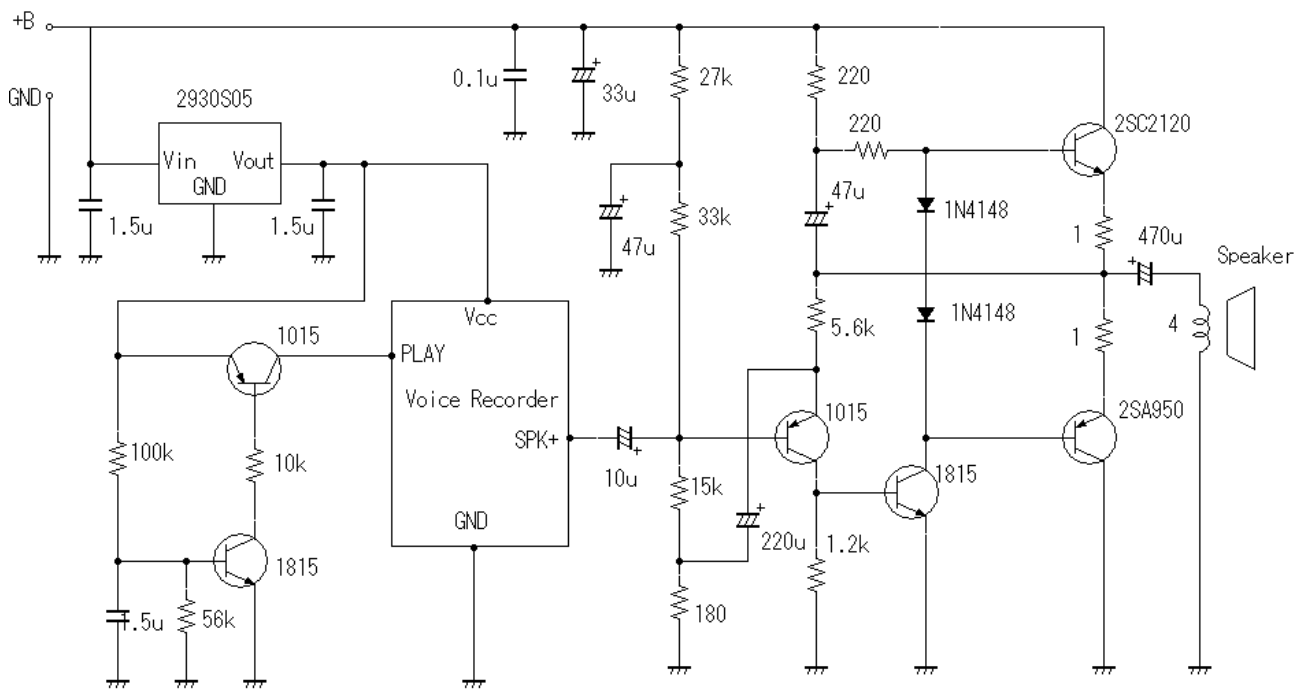 +B
GND
2930S05
Vin
Vout
GND
1.5u
1.5u
0.1u
33u
27k
47u
33k
220
220
47u
1N4148
1N4148
2SC2120
1
470u
Speaker
4
1
5.6k
2SA950
1015
1015
Vcc
PLAY
Voice Recorder
SPK+
GND
10u
100k
10k
1815
1.5u
56k
15k
220u
180
1.2k
1815